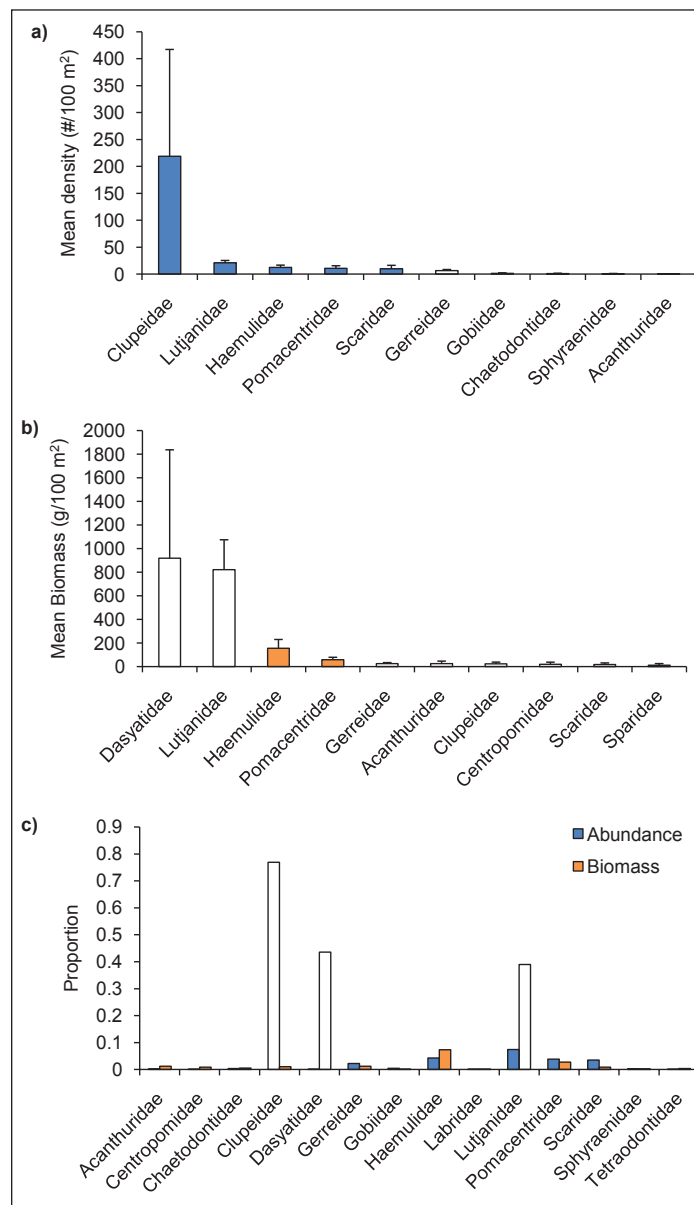 a)
Mean density (#/100 m²)
450
400
350
300
250
200
150
100
50
0
Clupeidae
Lutjanidae
Haemulidae
Pomacentridae
Scaridae
Gerreidae
Gobiidae
Chaetodontidae
Sphyraenidae
Acanthuridae
b)
Mean Biomass (g/100 m²)
2000
1800
1600
1400
1200
1000
800
600
400
200
0
Dasyatidae
Lutjanidae
Haemulidae
Pomacentridae
Gerreidae
Acanthuridae
Clupeidae
Centropomidae
Scaridae
Sparidae
c)
Proportion
0.9
0.8
0.7
0.6
0.5
0.4
0.3
0.2
0.1
0
Abundance
Biomass
Acanthuridae
Centropomidae
Chaetodontidae
Clupeidae
Dasyatidae
Gerreidae
Gobiidae
Haemulidae
Labridae
Lutjanidae
Pomacentridae
Scaridae
Sphyraenidae
Tetraodontidae